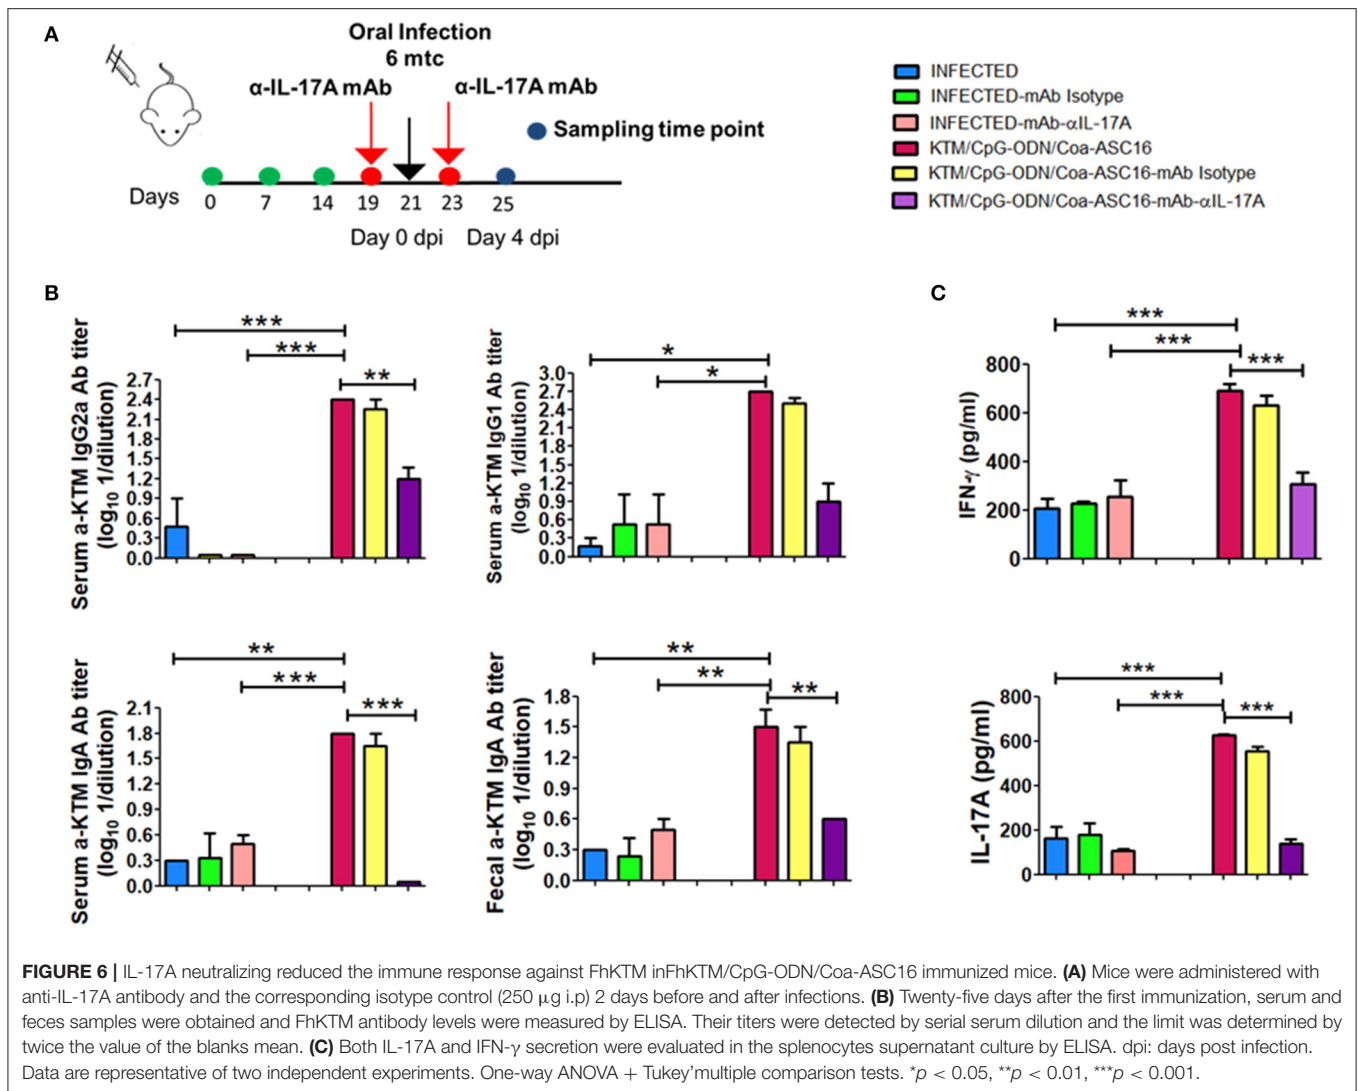 A
Oral Infection
6 mtc
α-IL-17A mAb
α-IL-17A mAb
Sampling time point
Days
0
7
14
19
21
23
25
Day 0 dpi
Day 4 dpi
INFECTED
INFECTED-mAb Isotype
INFECTED-mAb-αIL-17A
KTM/CpG-ODN/Coa-ASC16
KTM/CpG-ODN/Coa-ASC16-mAb Isotype
KTM/CpG-ODN/Coa-ASC16-mAb-αIL-17A
B
Serum a-KTM IgG2a Ab titer
(log10 1/dilution)
2.7
2.4
2.1
1.8
1.5
1.2
0.9
0.6
0.3
0.0
***
***
**
Serum a-KTM IgG1 Ab titer
(log10 1/dilution)
3.0
2.7
2.4
2.1
1.8
1.5
1.2
0.9
0.6
0.3
0.0
*
*
Serum a-KTM IgA Ab titer
(log10 1/dilution)
2.1
1.8
1.5
1.2
0.9
0.6
0.3
0.0
**
***
***
Fecal a-KTM IgA Ab titer
(log10 1/dilution)
1.8
1.5
1.2
0.9
0.6
0.3
0.0
**
**
**
C
IFN-γ (pg/ml)
800
600
400
200
0
***
***
***
IL-17A (pg/ml)
800
600
400
200
0
***
***
***
FIGURE 6 | IL-17A neutralizing reduced the immune response against FhKTM inFhKTM/CpG-ODN/Coa-ASC16 immunized mice. (A) Mice were administered with
anti-IL-17A antibody and the corresponding isotype control (250 μg i.p) 2 days before and after infections. (B) Twenty-five days after the first immunization, serum and
feces samples were obtained and FhKTM antibody levels were measured by ELISA. Their titers were detected by serial serum dilution and the limit was determined by
twice the value of the blanks mean. (C) Both IL-17A and IFN-γ secretion were evaluated in the splenocytes supernatant culture by ELISA. dpi: days post infection.
Data are representative of two independent experiments. One-way ANOVA + Tukey'multiple comparison tests. *p < 0.05, **p < 0.01, ***p < 0.001.